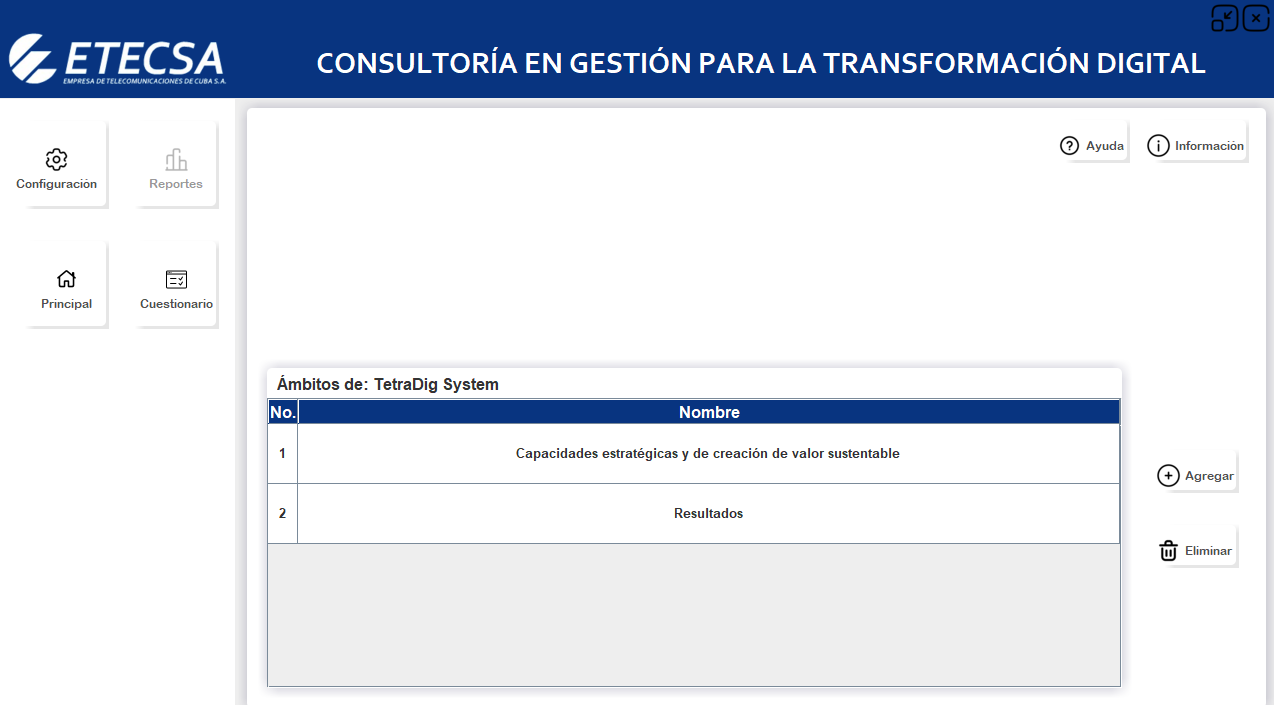 ETECSA
EMPRESA DE TELECOMUNICACIONES DE CUBA S.A.
CONSULTORÍA EN GESTIÓN PARA LA TRANSFORMACIÓN DIGITAL
Configuración
Reportes
Principal
Cuestionario
Ayuda
Información
Ámbitos de: TetraDig System
No. Nombre
1 Capacidades estratégicas y de creación de valor sustentable
2 Resultados
Agregar
Eliminar